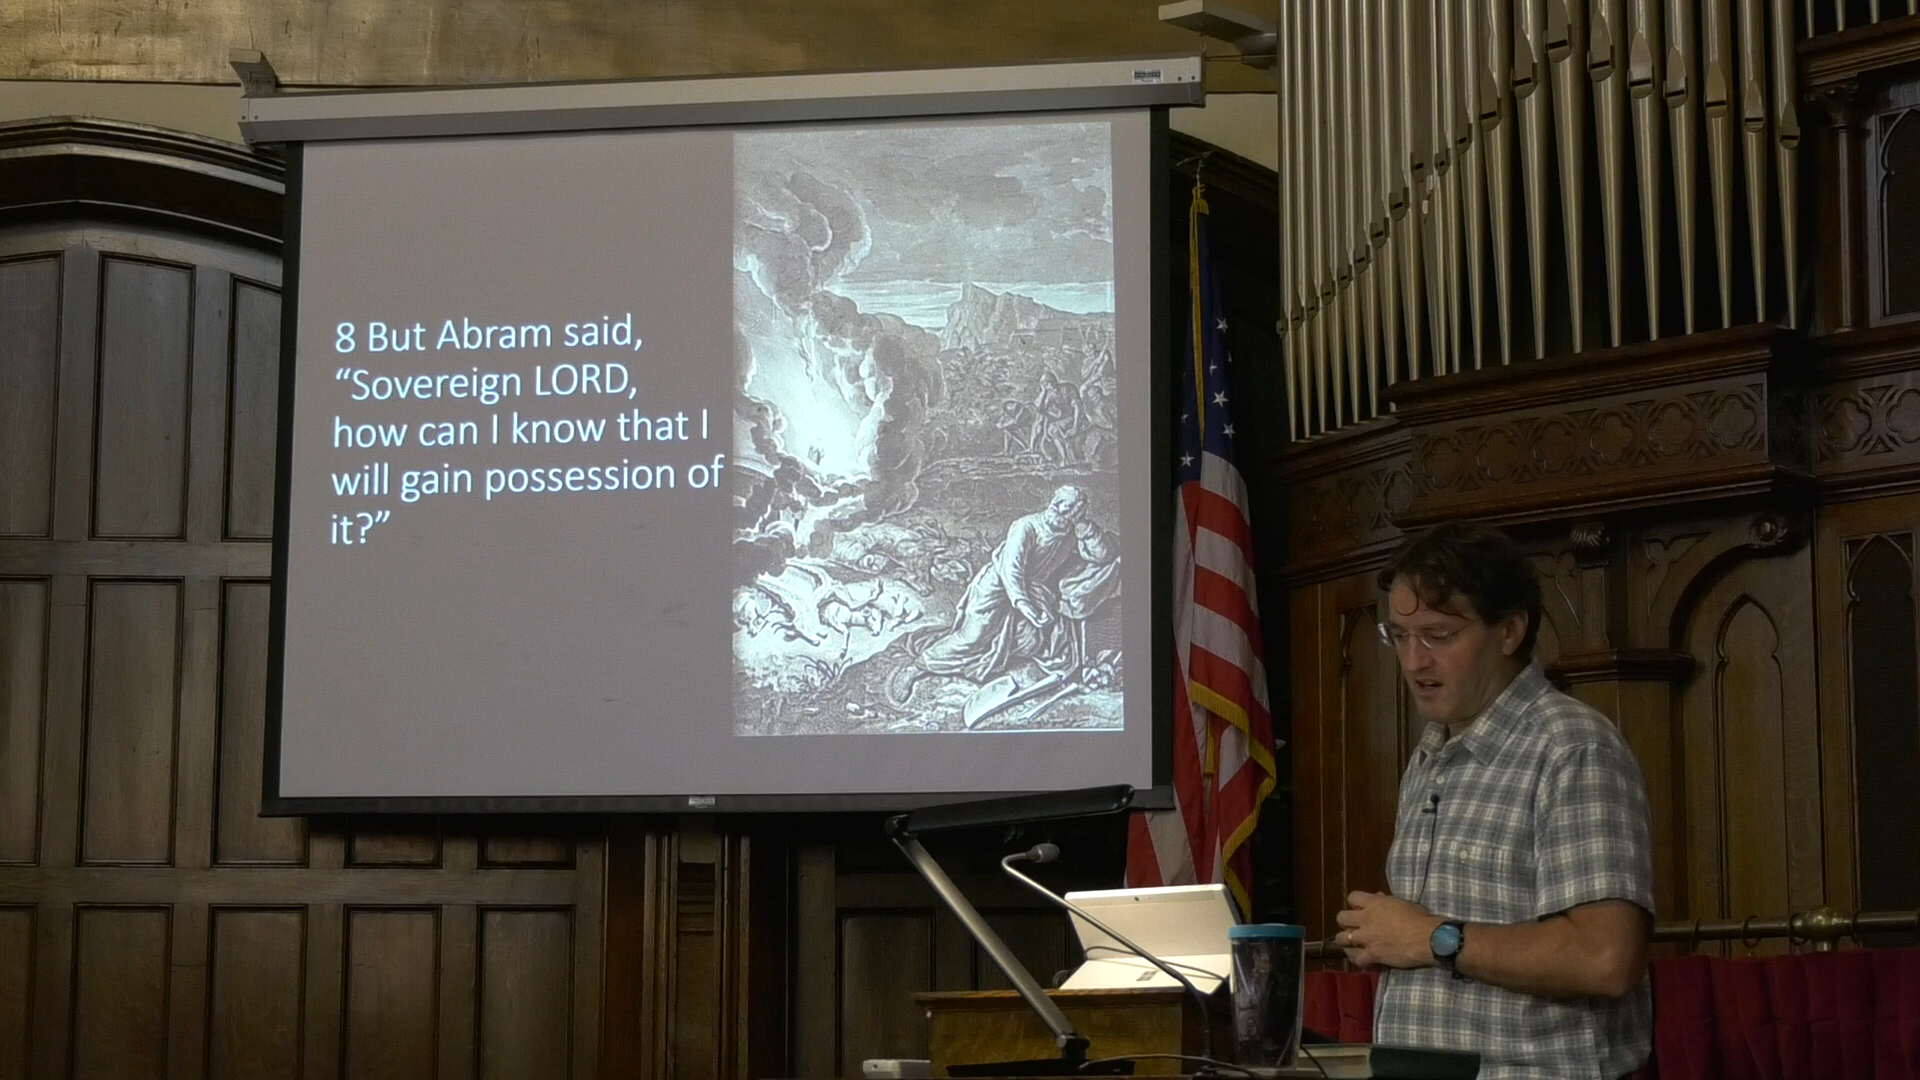 8 But Abram said,
“Sovereign LORD,
how can I know that I
will gain possession of
it?”